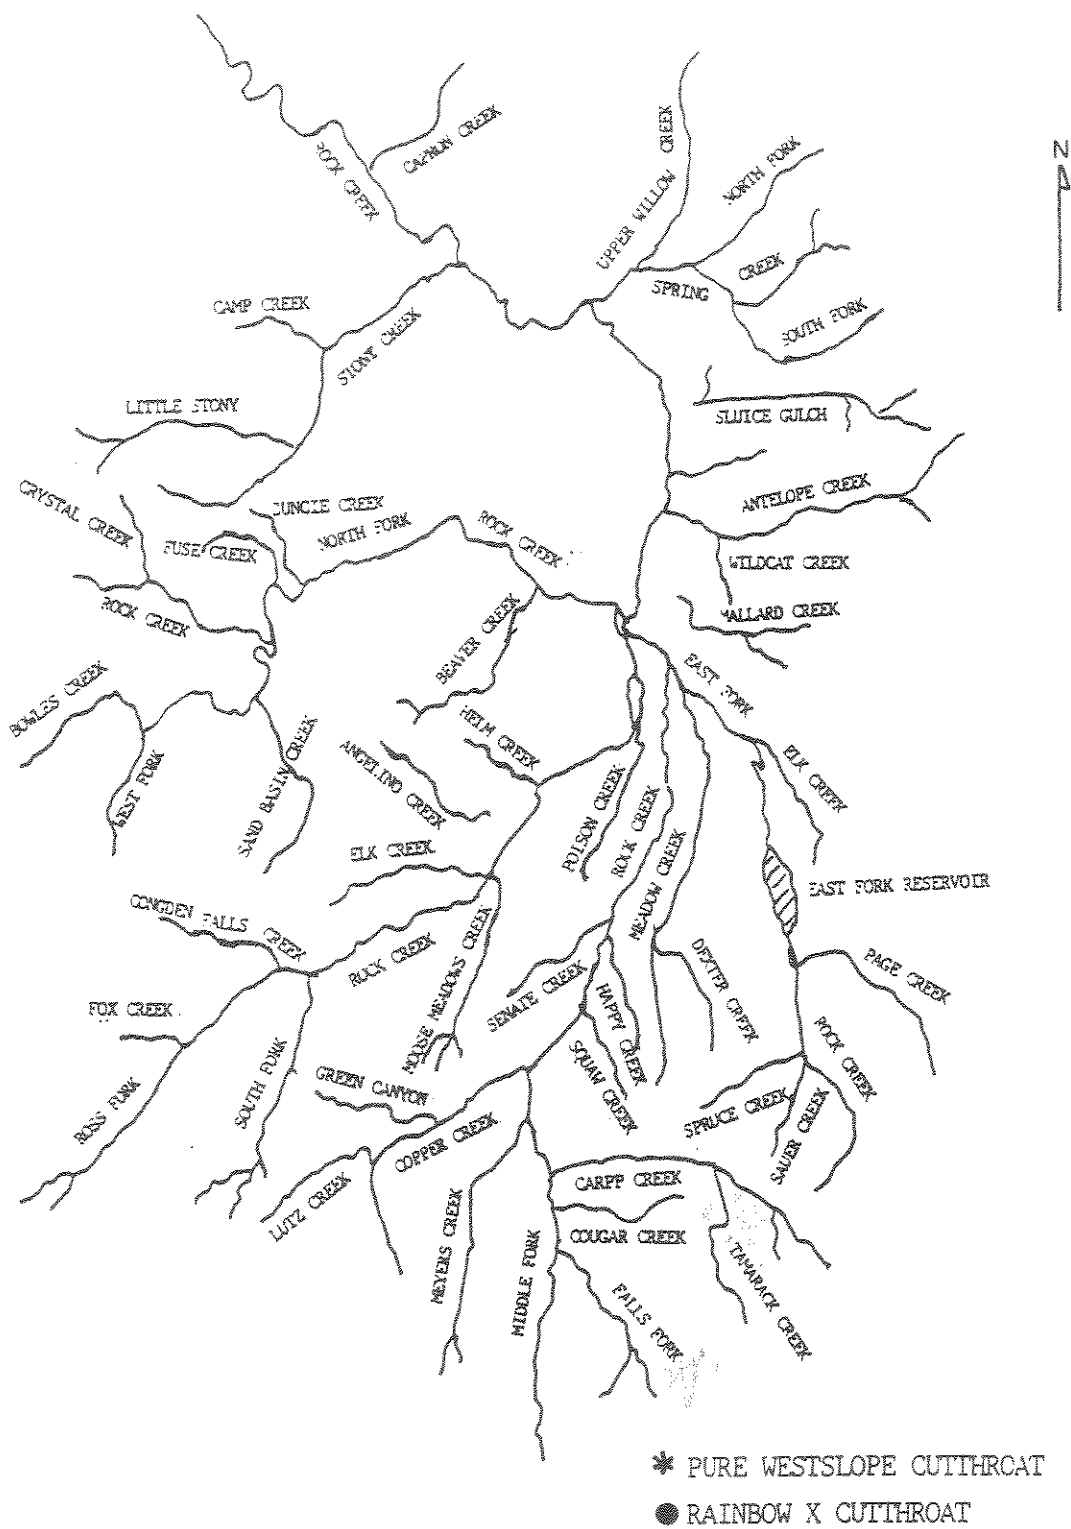 N
CANNON CREEK
ROCK CREEK
UPPER WILLOW CREEK
NORTH FORK
SPRING CREEK
SOUTH FORK
CAMP CREEK
STONY CREEK
LITTLE STONY
SLUICE GULCH
ANTELOPE CREEK
CRYSTAL CREEK
FUSE CREEK
NORTH FORK
ROCK CREEK
WILDCAT CREEK
MALLARD CREEK
ROCK CREEK
BEAVER CREEK
EAST FORK
BOWLES CREEK
WEST FORK
SAND BASIN CREEK
ANGELINO CREEK
HELM CREEK
POISON CREEK
ROCK CREEK
MEADOW CREEK
ELK CREEK
ELK CREEK
EAST FORK RESERVOIR
CONGDEN FALLS CREEK
ROCK CREEK
MOOSE MEADOWS CREEK
SENATE CREEK
HAPPY CREEK
DEXTER CREEK
PAGE CREEK
FOX CREEK
ROSS FORK
SOUTH FORK
GREEN CANYON
SQUAW CREEK
SPRUCE CREEK
ROCK CREEK
SAUER CREEK
COPPER CREEK
LUTZ CREEK
MEYERS CREEK
MIDDLE FORK
CARPP CREEK
COUGAR CREEK
TAMARACK CREEK
FALLS FORK
* PURE WESTSLOPE CUTTHROAT
● RAINBOW X CUTTHROAT